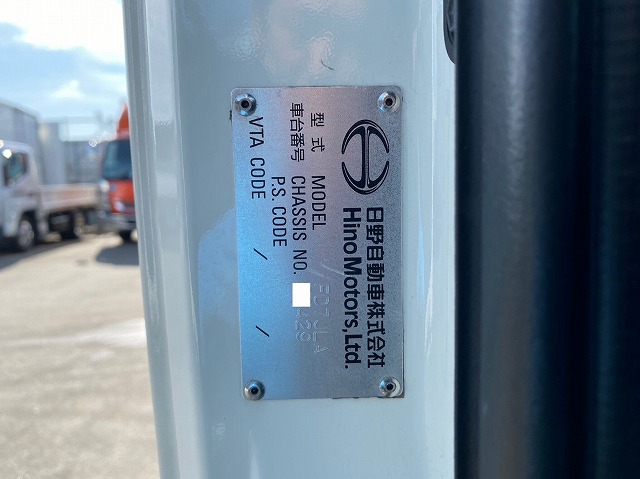 日野自動車株式会社
Hino Motors, Ltd.
型式 MODEL
車台番号 CHASSIS NO. 429
P.S. CODE /
VTA CODE /